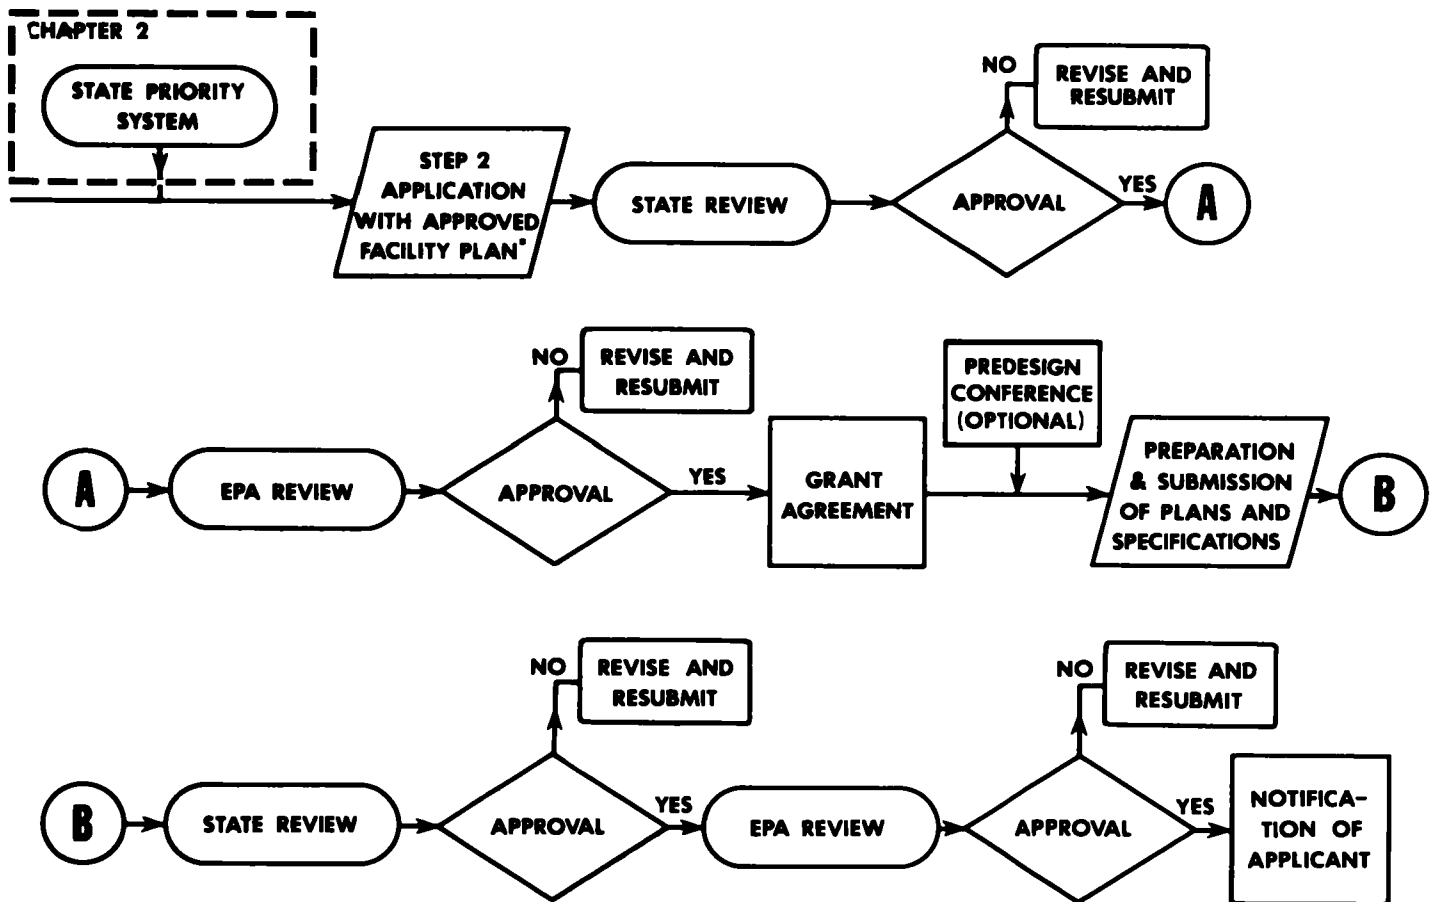 CHAPTER 2
STATE PRIORITY
SYSTEM
STEP 2
APPLICATION
WITH APPROVED
FACILITY PLAN*
STATE REVIEW
APPROVAL
NO
REVISE AND
RESUBMIT
YES
A
A
EPA REVIEW
APPROVAL
NO
REVISE AND
RESUBMIT
YES
GRANT
AGREEMENT
PREDESIGN
CONFERENCE
(OPTIONAL)
PREPARATION
& SUBMISSION
OF PLANS AND
SPECIFICATIONS
B
B
STATE REVIEW
APPROVAL
NO
REVISE AND
RESUBMIT
YES
EPA REVIEW
APPROVAL
NO
REVISE AND
RESUBMIT
YES
NOTIFICA-
TION OF
APPLICANT